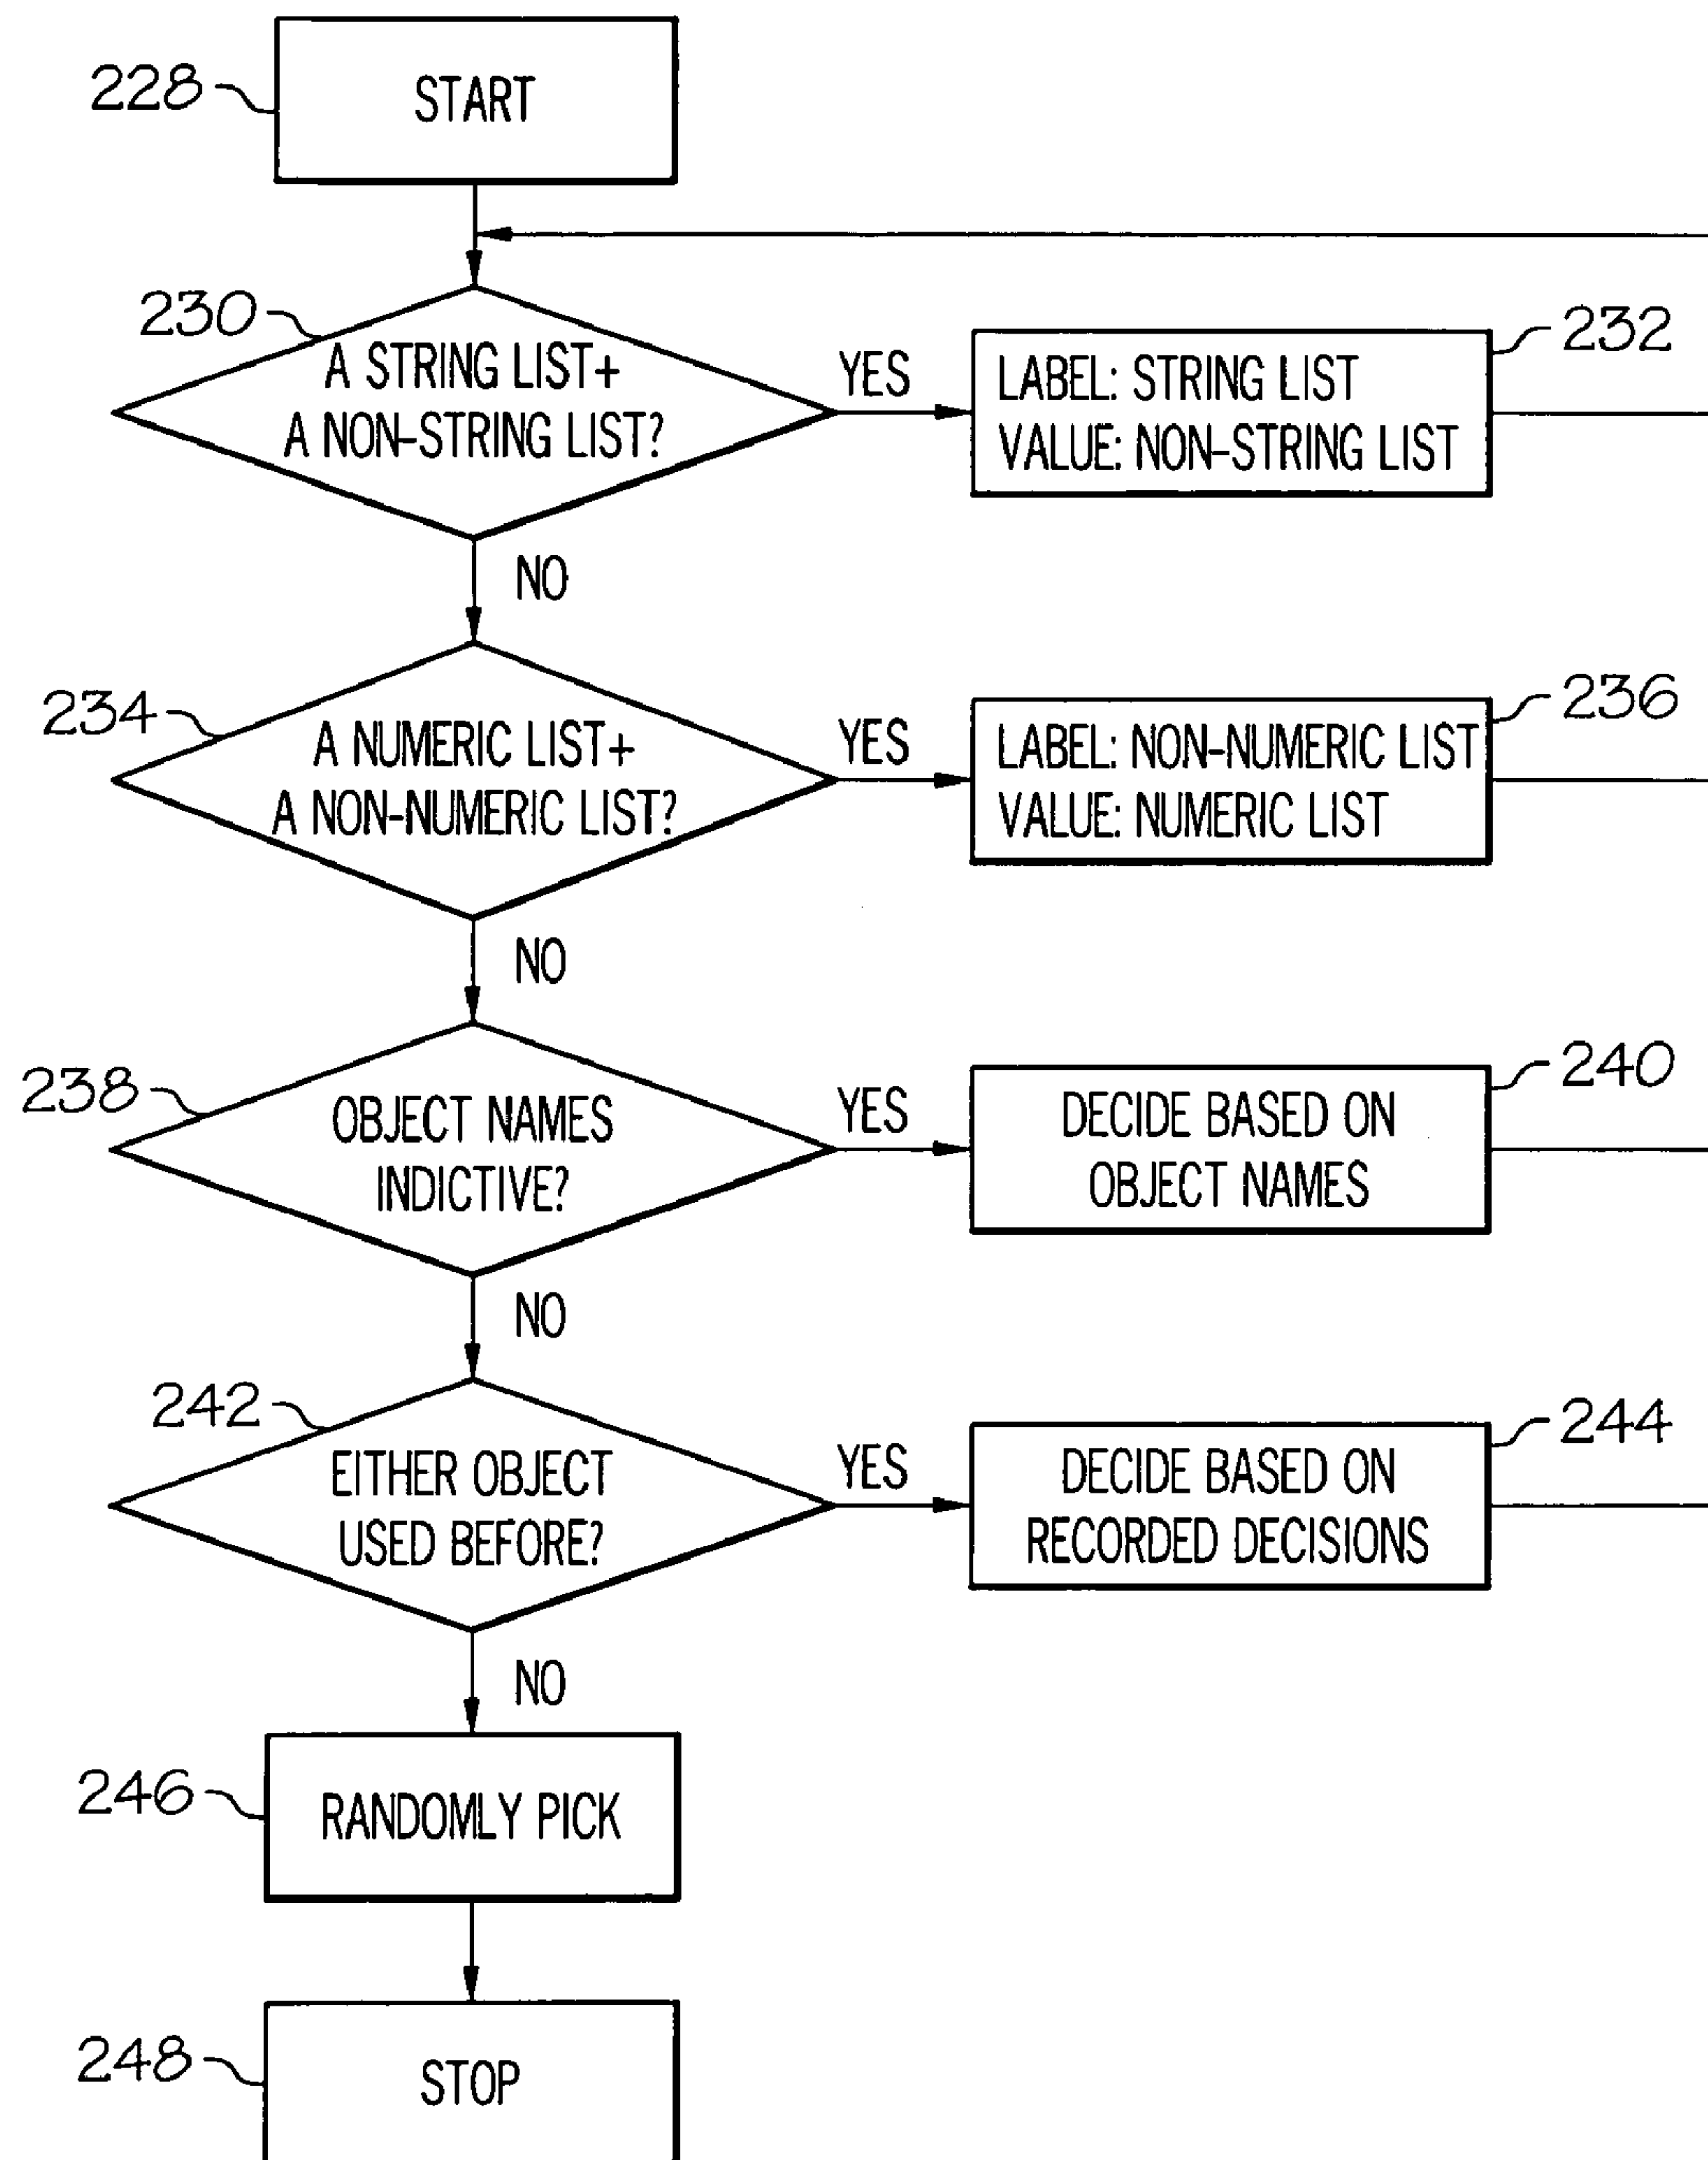 228
START
230
A STRING LIST+
A NON-STRING LIST?
YES
LABEL: STRING LIST
VALUE: NON-STRING LIST
232
NO
234
A NUMERIC LIST+
A NON-NUMERIC LIST?
YES
LABEL: NON-NUMERIC LIST
VALUE: NUMERIC LIST
236
NO
238
OBJECT NAMES
INDICTIVE?
YES
DECIDE BASED ON
OBJECT NAMES
240
NO
242
EITHER OBJECT
USED BEFORE?
YES
DECIDE BASED ON
RECORDED DECISIONS
244
NO
246
RANDOMLY PICK
248
STOP